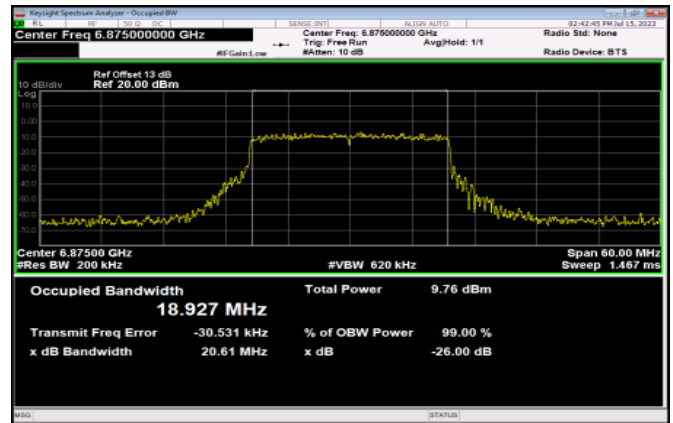 Keysight Spectrum Analyzer - Occupied BW
RL RF 50 Ω DC SENSE:INT ALIGN AUTO 02:42:45 PM Jul 15, 2023
Center Freq 6.875000000 GHz Center Freq: 6.875000000 GHz Radio Std: None
Trig: Free Run Avg|Hold: 1/1
#IFGain:Low #Atten: 10 dB Radio Device: BTS
Ref Offset 13 dB
10 dB/div Ref 20.00 dBm
Log
10.0
0.00
10.0
20.0
30.0
40.0
50.0
60.0
70.0
Center 6.87500 GHz Span 60.00 MHz
#Res BW 200 kHz #VBW 620 kHz Sweep 1.467 ms
Occupied Bandwidth Total Power 9.76 dBm
18.927 MHz
Transmit Freq Error -30.531 kHz % of OBW Power 99.00 %
x dB Bandwidth 20.61 MHz x dB -26.00 dB
MSG STATUS